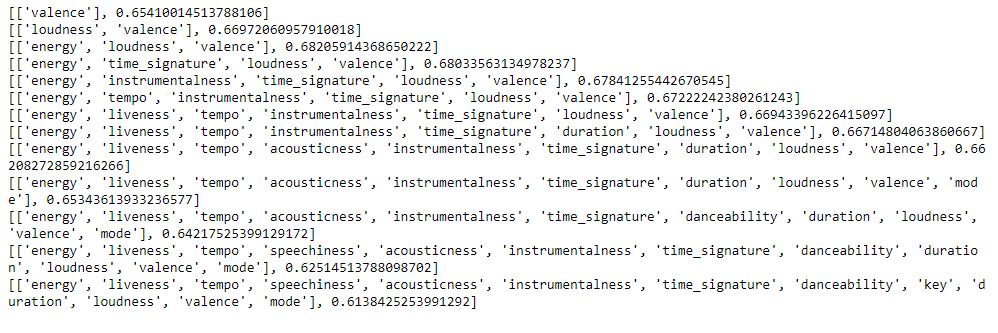 [['valence'], 0.65410014513788106]
[['loudness', 'valence'], 0.66972060957910018]
[['energy', 'loudness', 'valence'], 0.68205914368650222]
[['energy', 'time_signature', 'loudness', 'valence'], 0.68033563134978237]
[['energy', 'instrumentalness', 'time_signature', 'loudness', 'valence'], 0.67841255442670545]
[['energy', 'tempo', 'instrumentalness', 'time_signature', 'loudness', 'valence'], 0.67222242380261243]
[['energy', 'liveness', 'tempo', 'instrumentalness', 'time_signature', 'loudness', 'valence'], 0.66943396226415097]
[['energy', 'liveness', 'tempo', 'instrumentalness', 'time_signature', 'duration', 'loudness', 'valence'], 0.66714804063860667]
[['energy', 'liveness', 'tempo', 'acousticness', 'instrumentalness', 'time_signature', 'duration', 'loudness', 'valence'], 0.66
208272859216266]
[['energy', 'liveness', 'tempo', 'acousticness', 'instrumentalness', 'time_signature', 'duration', 'loudness', 'valence', 'mod
e'], 0.65343613933236577]
[['energy', 'liveness', 'tempo', 'acousticness', 'instrumentalness', 'time_signature', 'danceability', 'duration', 'loudness',
'valence', 'mode'], 0.64217525399129172]
[['energy', 'liveness', 'tempo', 'speechiness', 'acousticness', 'instrumentalness', 'time_signature', 'danceability', 'duratio
n', 'loudness', 'valence', 'mode'], 0.62514513788098702]
[['energy', 'liveness', 'tempo', 'speechiness', 'acousticness', 'instrumentalness', 'time_signature', 'danceability', 'key', 'd
uration', 'loudness', 'valence', 'mode'], 0.6138425253991292]